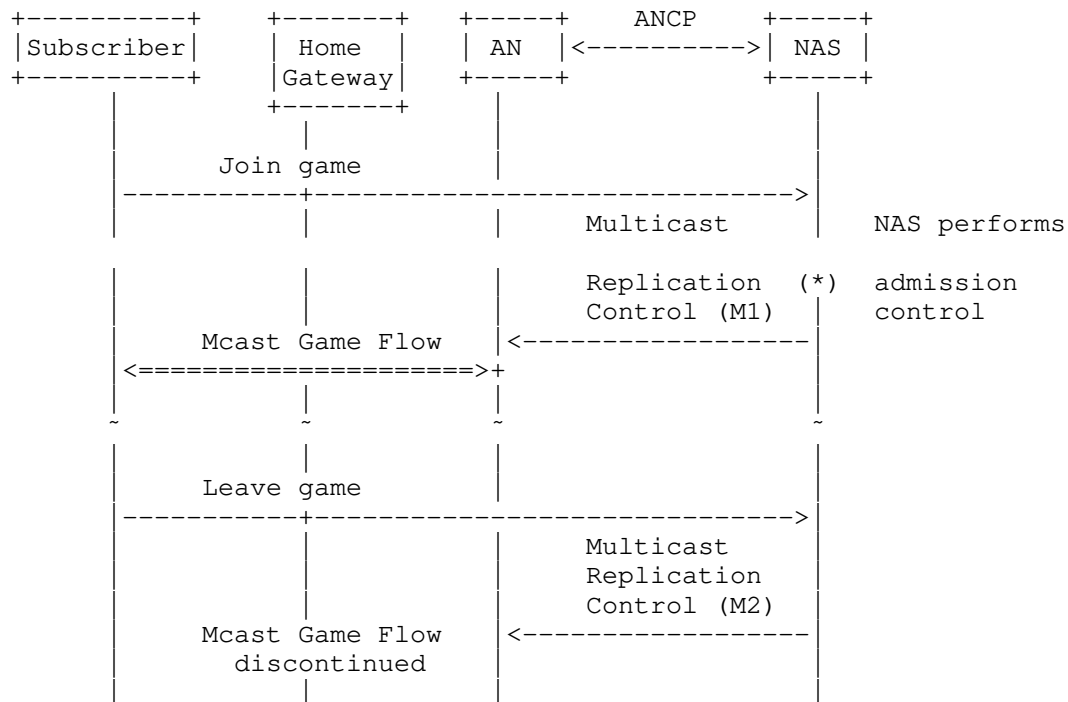 ANCP
Subscriber Home AN NAS
Gateway
Join game
Multicast NAS performs
Replication (*) admission
Control (M1) control
Mcast Game Flow
Leave game
Multicast
Replication
Control (M2)
Mcast Game Flow
discontinued